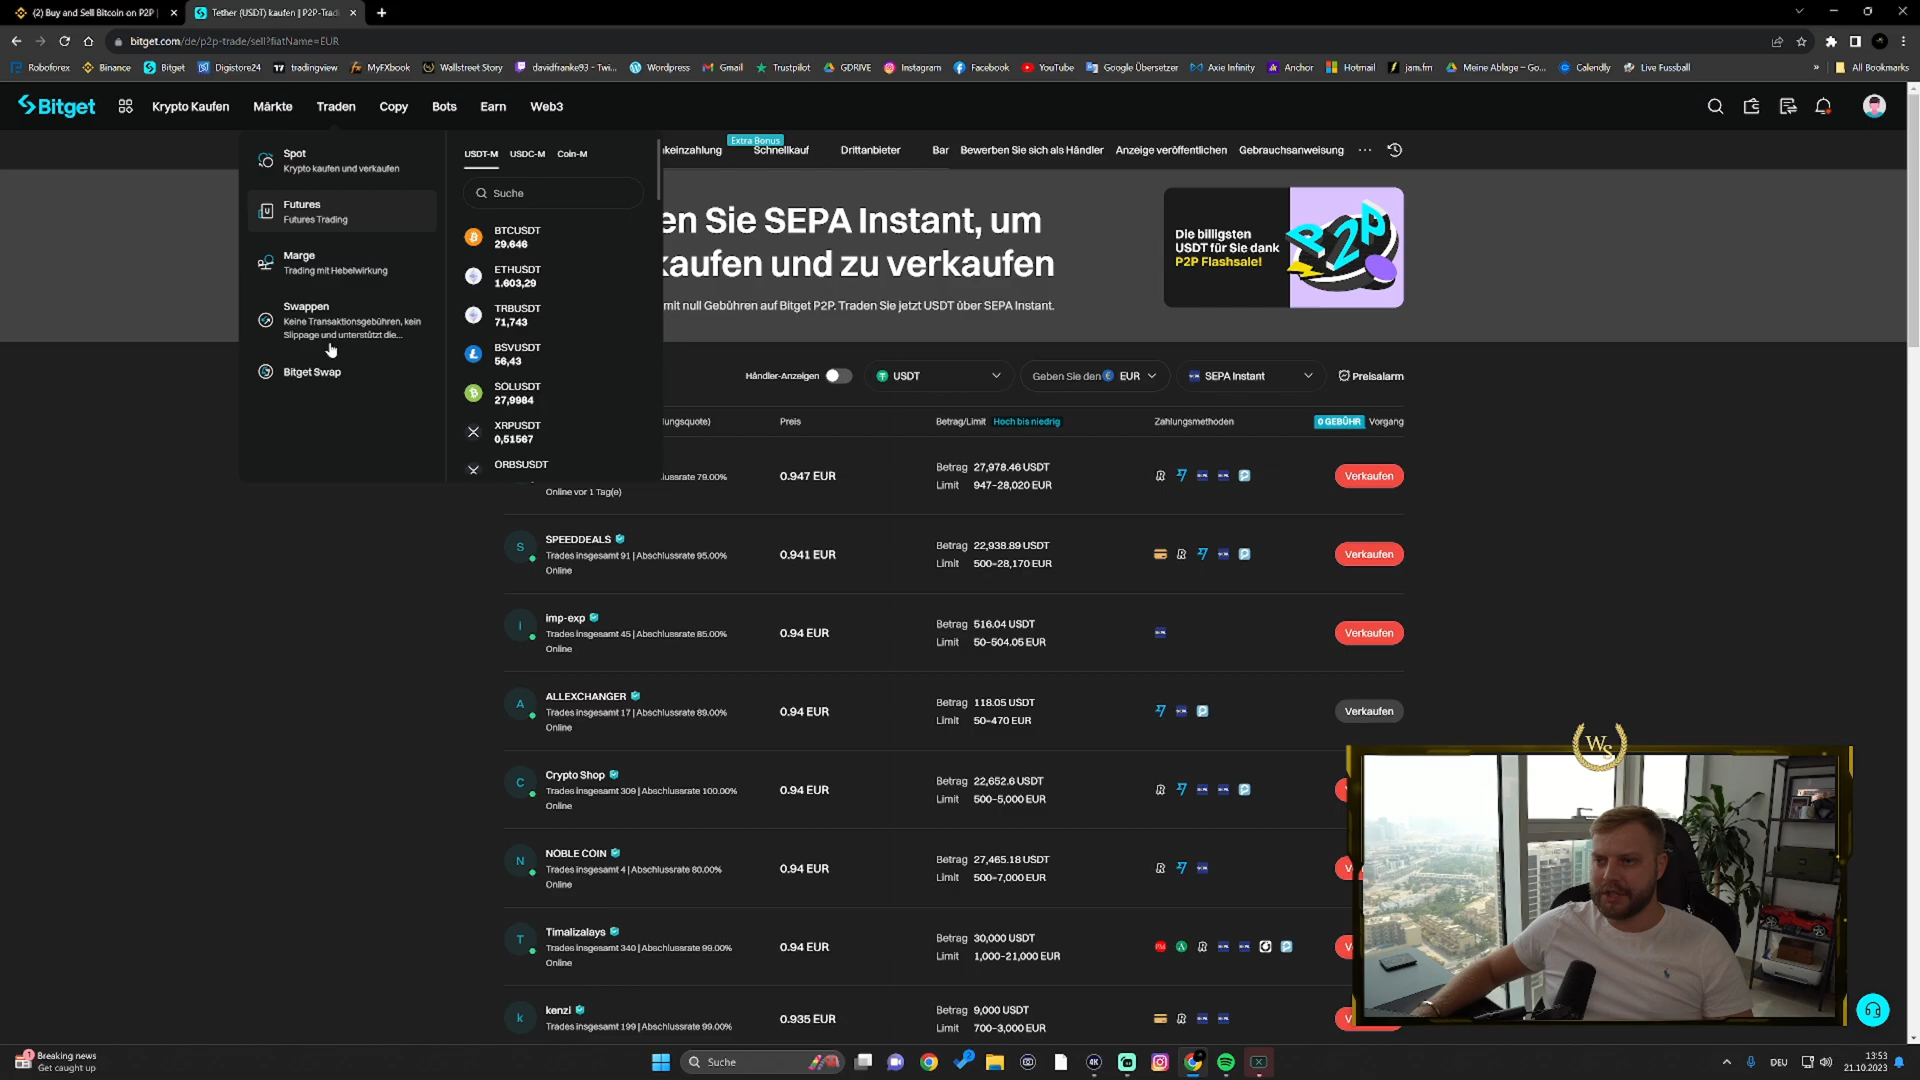 (2) Buy and Sell Bitcoin on P2P |
Tether (USDT) kaufen | P2P-Trad
bitget.com/de/p2p-trade/sell?fiatName=EUR
Roboforex Binance Bitget Digistore24 tradingview MyFXbook Wallstreet Story davidfranke93 - Twi... Wordpress Gmail Trustpilot GDRIVE Instagram Facebook YouTube Google Übersetzer Axie Infinity Anchor Hotmail jam.fm Meine Ablage – Go... Calendly Live Fussball » All Bookmarks
Bitget Krypto Kaufen Märkte Traden Copy Bots Earn Web3
Extra Bonus
keinzahlung Schnellkauf Drittanbieter Bar Bewerben Sie sich als Händler Anzeige veröffentlichen Gebrauchsanweisung ...
Spot
Krypto kaufen und verkaufen
Futures
Futures Trading
Marge
Trading mit Hebelwirkung
Swappen
Keine Transaktionsgebühren, kein
Slippage und unterstützt die...
Bitget Swap
USDT-M USDC-M Coin-M
Suche
BTCUSDT
29.646
ETHUSDT
1.603,29
TRBUSDT
71,743
BSVUSDT
56,43
SOLUSDT
27,9984
XRPUSDT
0,51567
ORBSUSDT
en Sie SEPA Instant, um
kaufen und zu verkaufen
mit null Gebühren auf Bitget P2P. Traden Sie jetzt USDT über SEPA Instant.
Die billigsten
USDT für Sie dank
P2P Flashsale!
P2P
Händler-Anzeigen USDT Geben Sie den EUR SEPA Instant Preisalarm
lungsquote) Preis Betrag/Limit Hoch bis niedrig Zahlungsmethoden 0 GEBÜHR Vorgang
lussrate 79.00%
Online vor 1 Tag(e)
0.947 EUR
Betrag 27,978.46 USDT
Limit 947–28,020 EUR
Verkaufen
S
SPEEDDEALS
Trades insgesamt 91 | Abschlussrate 95.00%
Online
0.941 EUR
Betrag 22,938.89 USDT
Limit 500–28,170 EUR
Verkaufen
I
imp-exp
Trades insgesamt 45 | Abschlussrate 85.00%
Online
0.94 EUR
Betrag 516.04 USDT
Limit 50–504.05 EUR
Verkaufen
A
ALLEXCHANGER
Trades insgesamt 17 | Abschlussrate 89.00%
Online
0.94 EUR
Betrag 118.05 USDT
Limit 50–470 EUR
Verkaufen
C
Crypto Shop
Trades insgesamt 309 | Abschlussrate 100.00%
Online
0.94 EUR
Betrag 22,652.6 USDT
Limit 500–5,000 EUR
N
NOBLE COIN
Trades insgesamt 4 | Abschlussrate 80.00%
Online
0.94 EUR
Betrag 27,465.18 USDT
Limit 500–7,000 EUR
T
Timalizalays
Trades insgesamt 340 | Abschlussrate 99.00%
Online
0.94 EUR
Betrag 30,000 USDT
Limit 1,000–21,000 EUR
k
kenzi
Trades insgesamt 199 | Abschlussrate 99.00%
0.935 EUR
Betrag 9,000 USDT
Limit 700–3,000 EUR
WS
Breaking news
Get caught up
Suche
DEU
13:53
21.10.2023